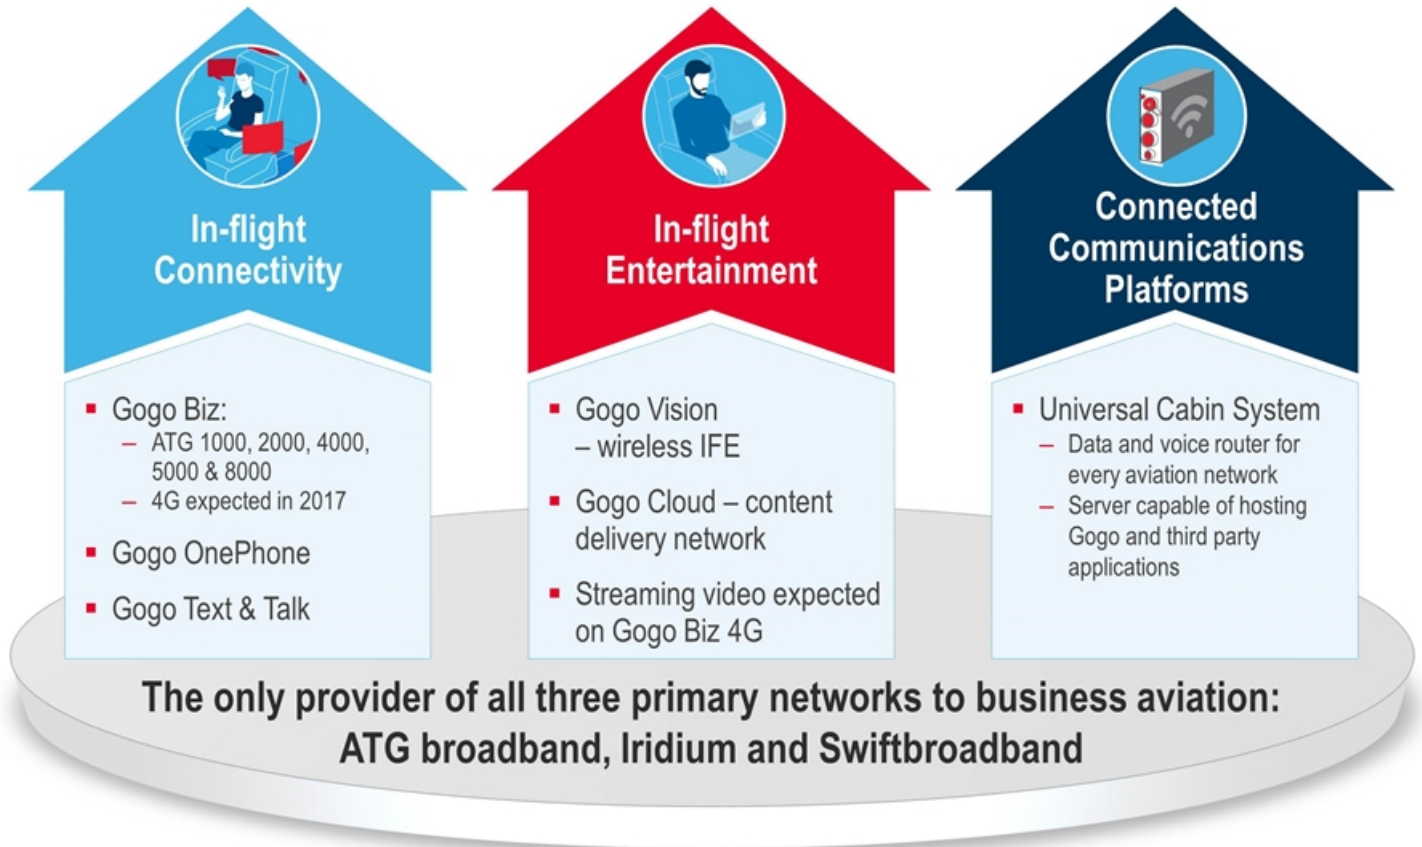 In-flight
Connectivity
▪ Gogo Biz:
– ATG 1000, 2000, 4000,
5000 & 8000
– 4G expected in 2017
▪ Gogo OnePhone
▪ Gogo Text & Talk
In-flight
Entertainment
▪ Gogo Vision
– wireless IFE
▪ Gogo Cloud – content
delivery network
▪ Streaming video expected
on Gogo Biz 4G
Connected
Communications
Platforms
▪ Universal Cabin System
– Data and voice router for
every aviation network
– Server capable of hosting
Gogo and third party
applications
The only provider of all three primary networks to business aviation:
ATG broadband, Iridium and Swiftbroadband